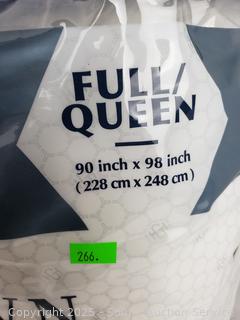 FULL/
QUEEN
90 inch x 98 inch
(228 cm x 248 cm)
266.